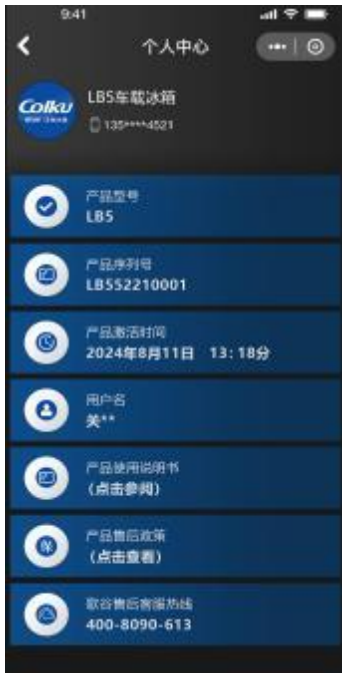 9:41
个人中心
Colku
LB5车载冰箱
135****4521
产品型号
LB5
产品序列号
LB552210001
产品激活时间
2024年8月11日 13:18分
用户名
关**
产品使用说明书
(点击参阅)
产品售后政策
(点击查看)
歌谷售后客服热线
400-8090-613